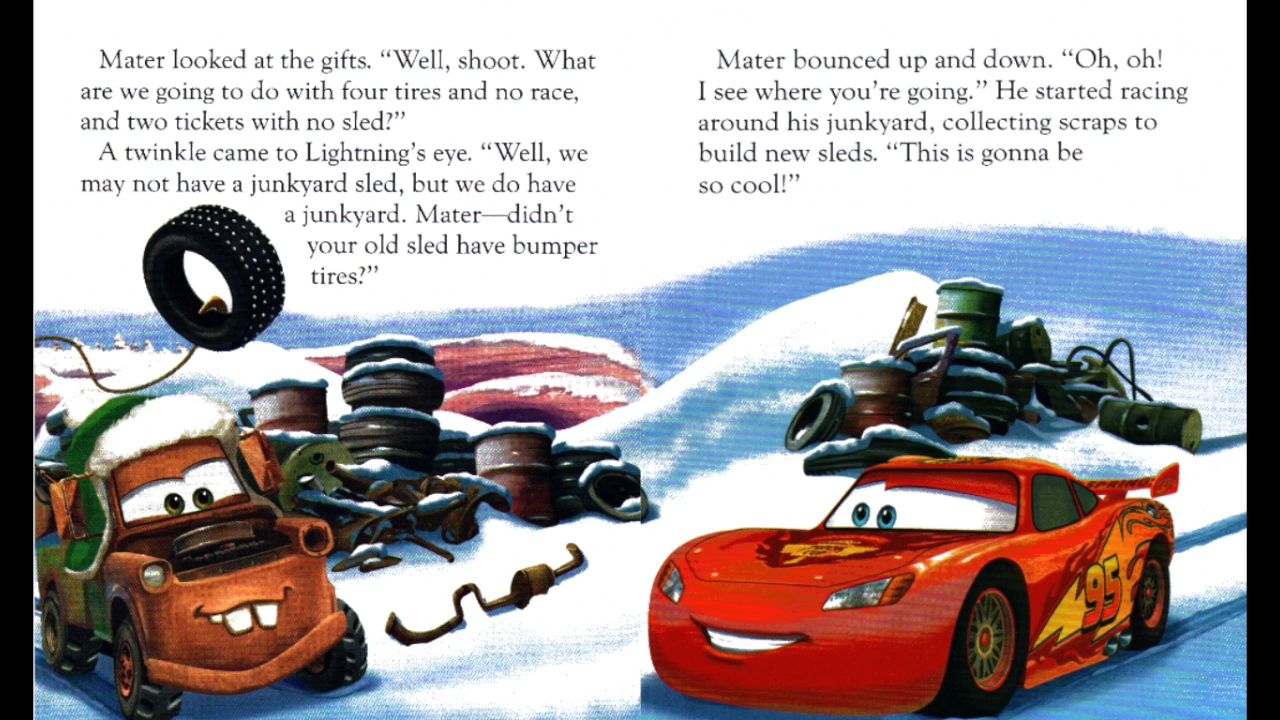 Mater looked at the gifts. “Well, shoot. What
are we going to do with four tires and no race,
and two tickets with no sled?”
A twinkle came to Lightning’s eye. “Well, we
may not have a junkyard sled, but we do have
a junkyard. Mater—didn’t
your old sled have bumper
tires?”
Mater bounced up and down. “Oh, oh!
I see where you’re going.” He started racing
around his junkyard, collecting scraps to
build new sleds. “This is gonna be
so cool!”
95